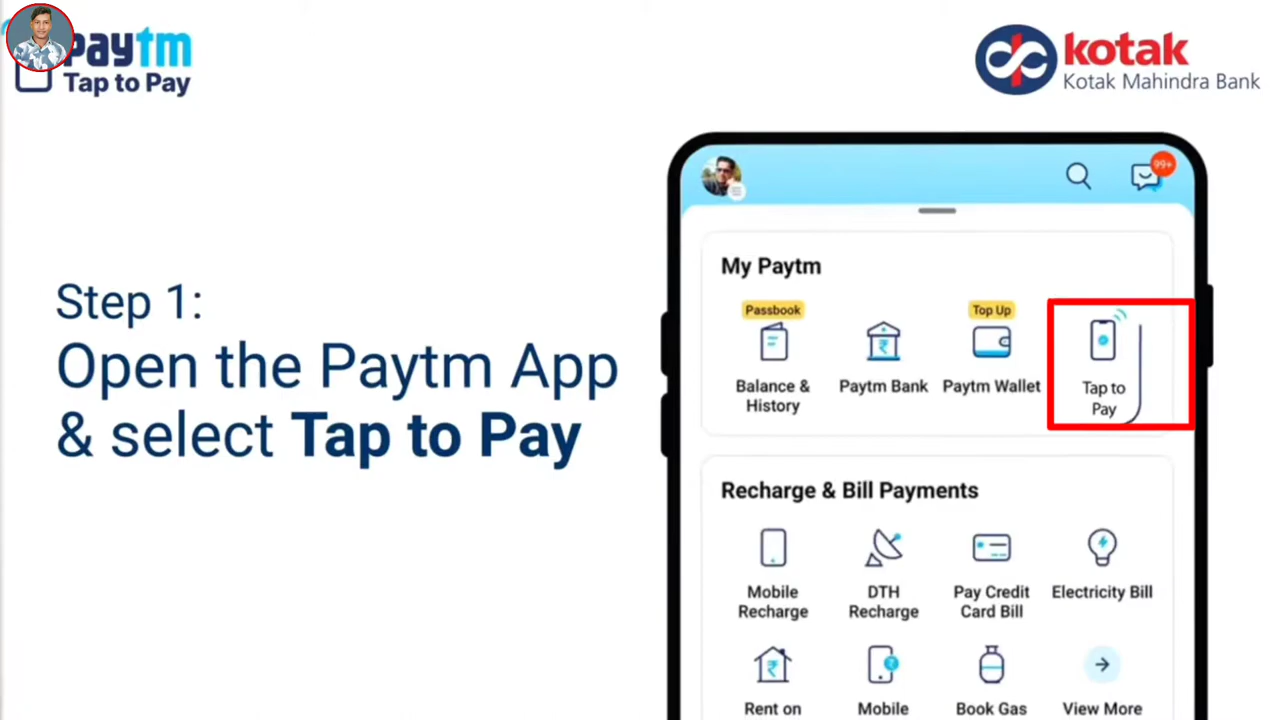 paytm
Tap to Pay
kotak
Kotak Mahindra Bank
Step 1:
Open the Paytm App
& select Tap to Pay
99+
My Paytm
Passbook
Top Up
Balance &
History
Paytm Bank
Paytm Wallet
Tap to
Pay
Recharge & Bill Payments
Mobile
Recharge
DTH
Recharge
Pay Credit
Card Bill
Electricity Bill
Rent on
Mobile
Book Gas
View More